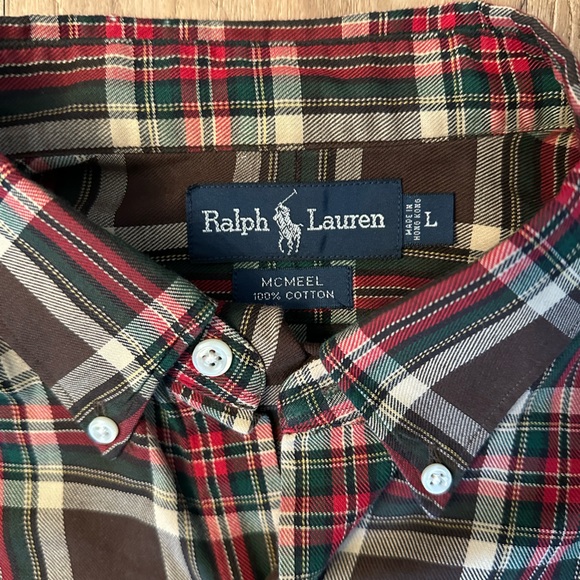 Ralph Lauren
MADE IN
HONG KONG
L
MCMEEL
100% COTTON